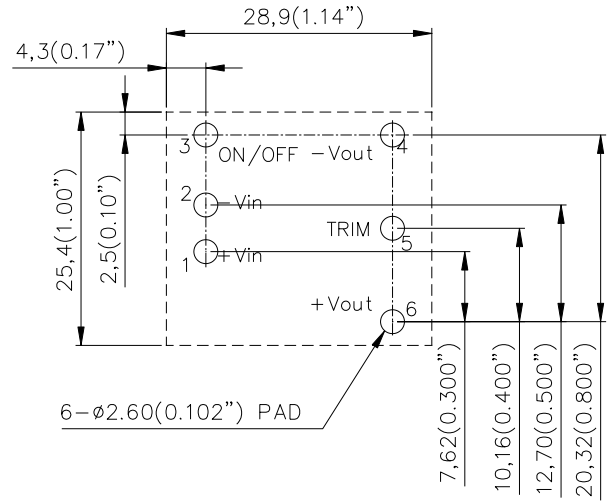 28,9(1.14”)
4,3(0.17”)
3
ON/OFF
-Vout
4
2
-Vin
TRIM
5
1
+Vin
+Vout
6
25,4(1.00”)
2,5(0.10”)
6-ø2.60(0.102”) PAD
7,62(0.300”)
10,16(0.400”)
12,70(0.500”)
20,32(0.800”)